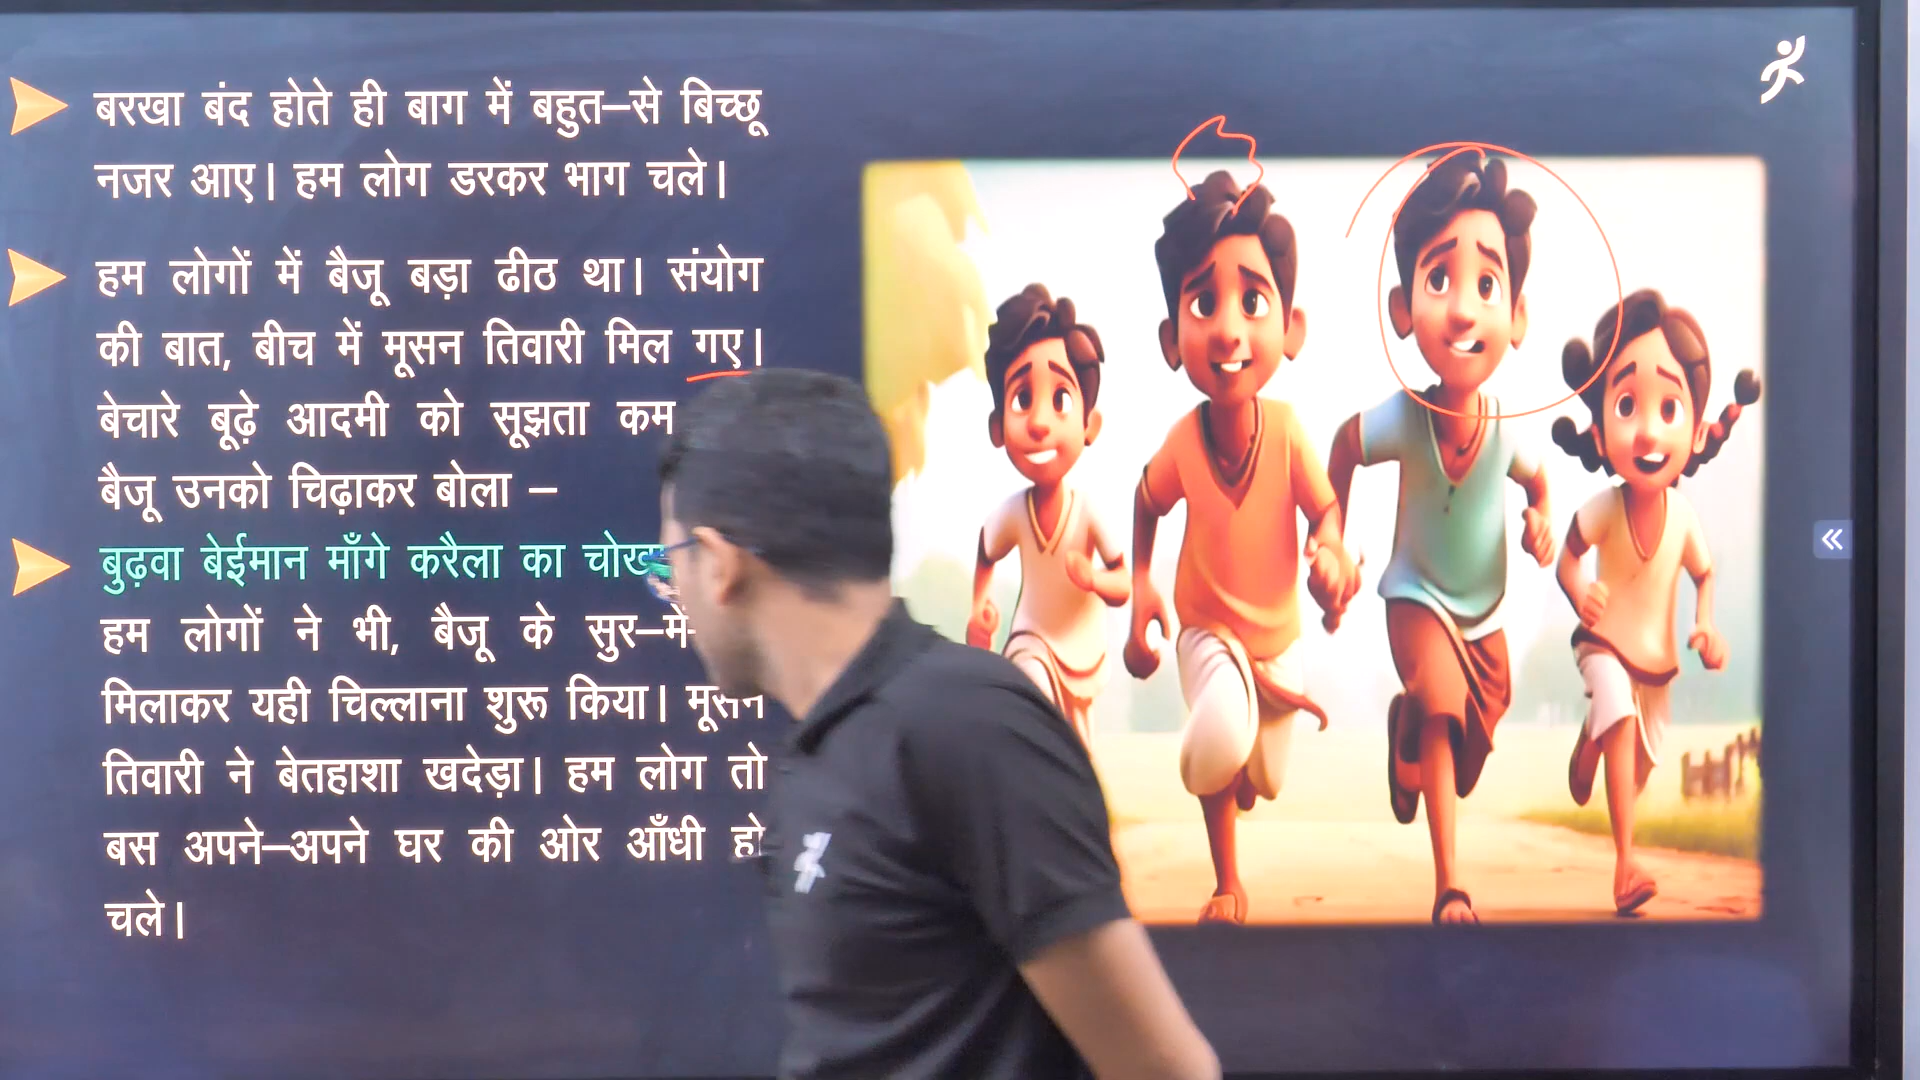 बरखा बंद होते ही बाग में बहुत–से बिच्छू
नजर आए। हम लोग डरकर भाग चले।
हम लोगों में बैजू बड़ा ढीठ था। संयोग
की बात, बीच में मूसन तिवारी मिल गए।
बेचारे बूढ़े आदमी को सूझता कम
बैजू उनको चिढ़ाकर बोला –
बुढ़वा बेईमान माँगे करैला का
हम लोगों ने भी, बैजू के सुर–में–
मिलाकर यही चिल्लाना शुरू किया। मूसन
तिवारी ने बेतहाशा खदेड़ा। हम लोग तो
बस अपने–अपने घर की ओर आँधी हो
चले।